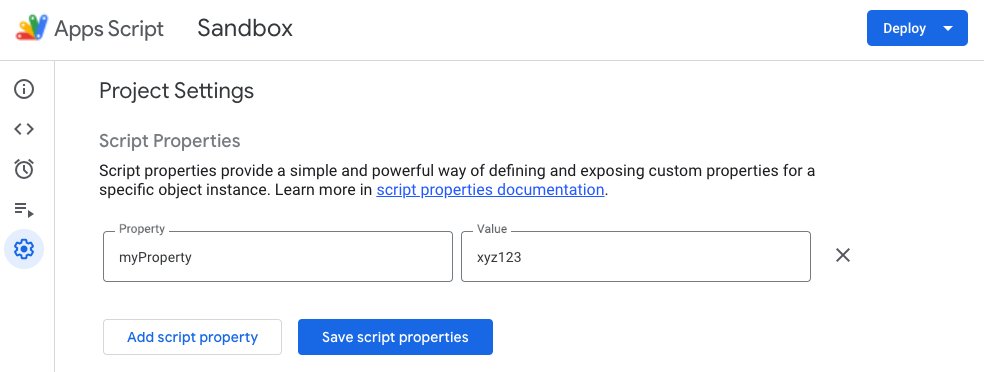 Apps Script Sandbox Deploy
Project Settings
Script Properties
Script properties provide a simple and powerful way of defining and exposing custom properties for a
specific object instance. Learn more in script properties documentation.
Property Value
myProperty xyz123
Add script property Save script properties